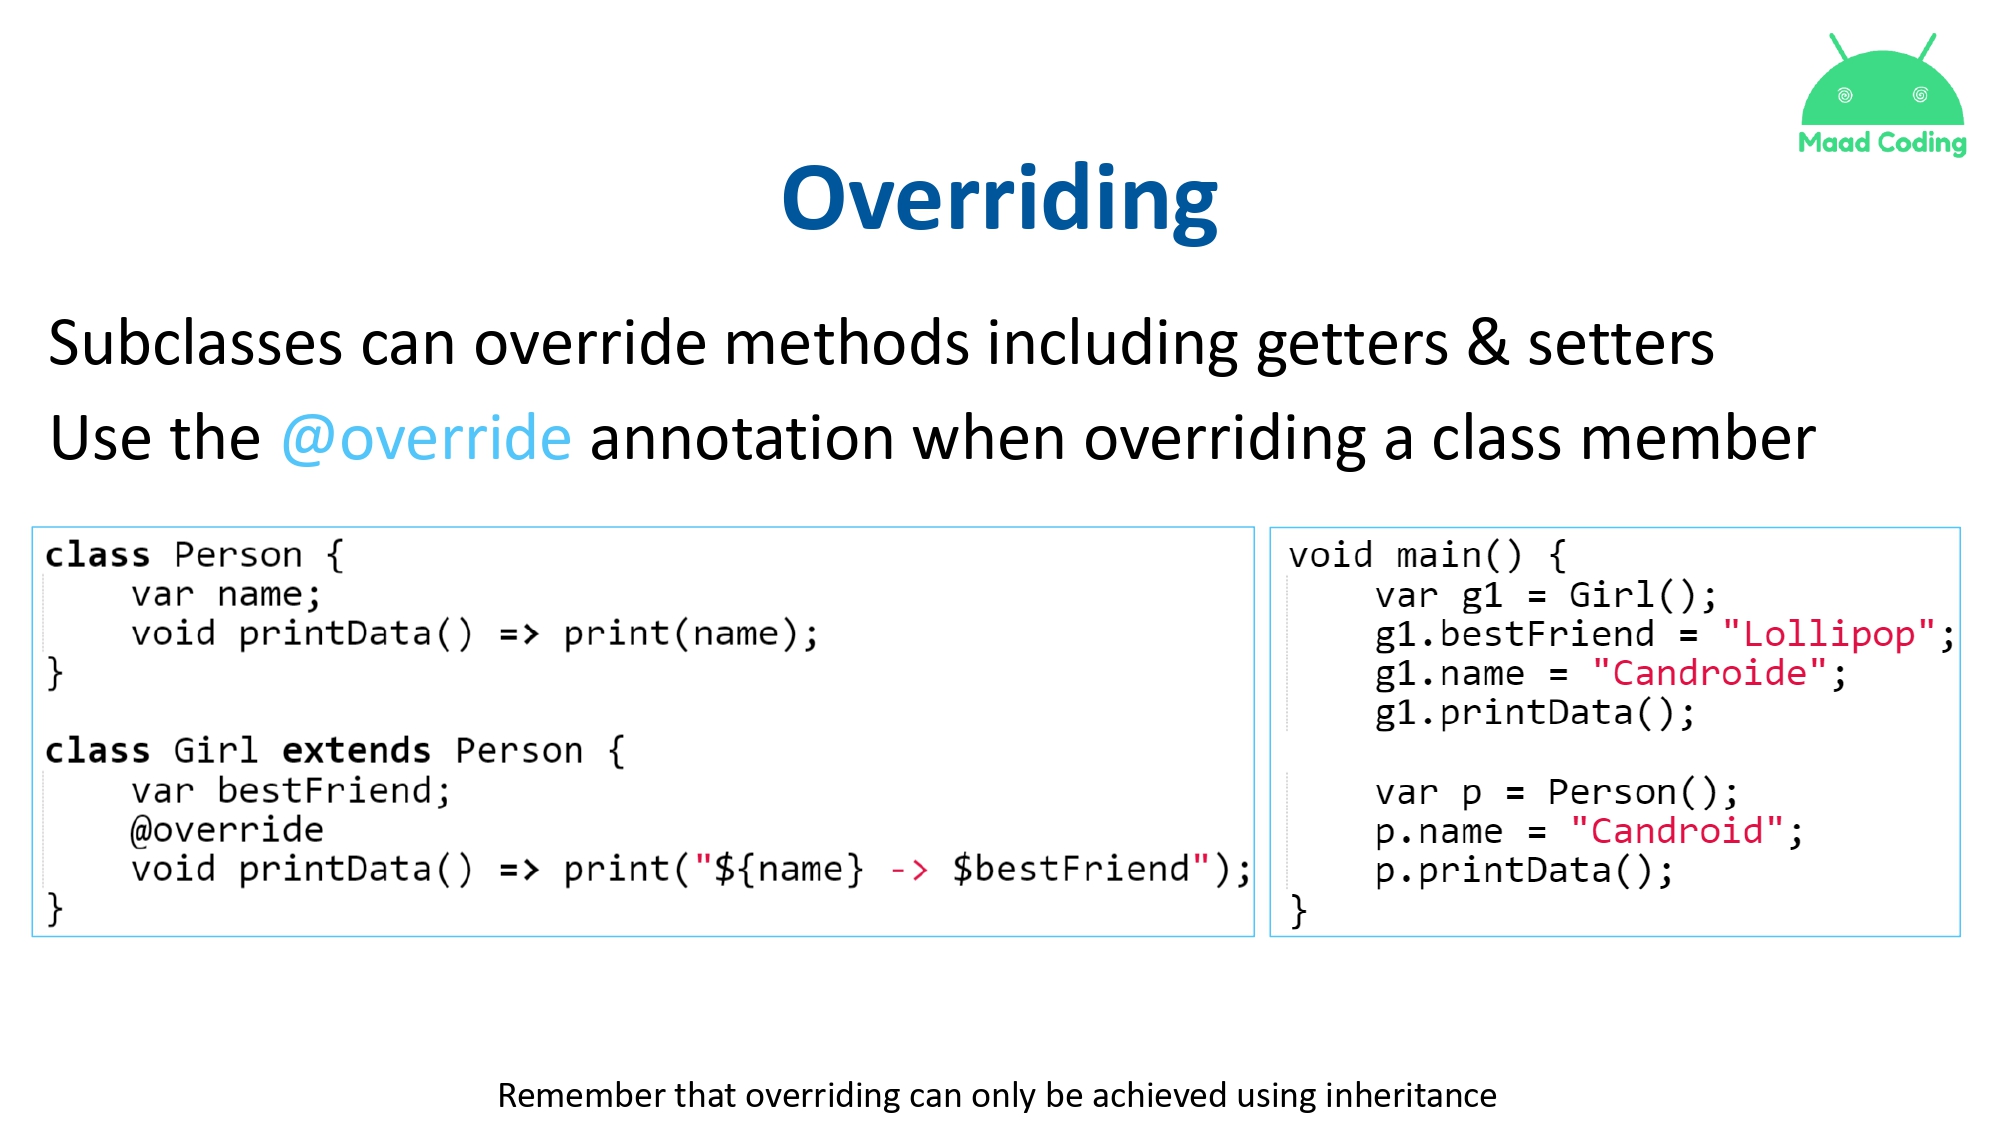 Maad Coding
Overriding
Subclasses can override methods including getters & setters
Use the @override annotation when overriding a class member
class Person {
    var name;
    void printData() => print(name);
}

class Girl extends Person {
    var bestFriend;
    @override
    void printData() => print("${name} -> $bestFriend");
}
void main() {
    var g1 = Girl();
    g1.bestFriend = "Lollipop";
    g1.name = "Candroide";
    g1.printData();

    var p = Person();
    p.name = "Candroid";
    p.printData();
}
Remember that overriding can only be achieved using inheritance